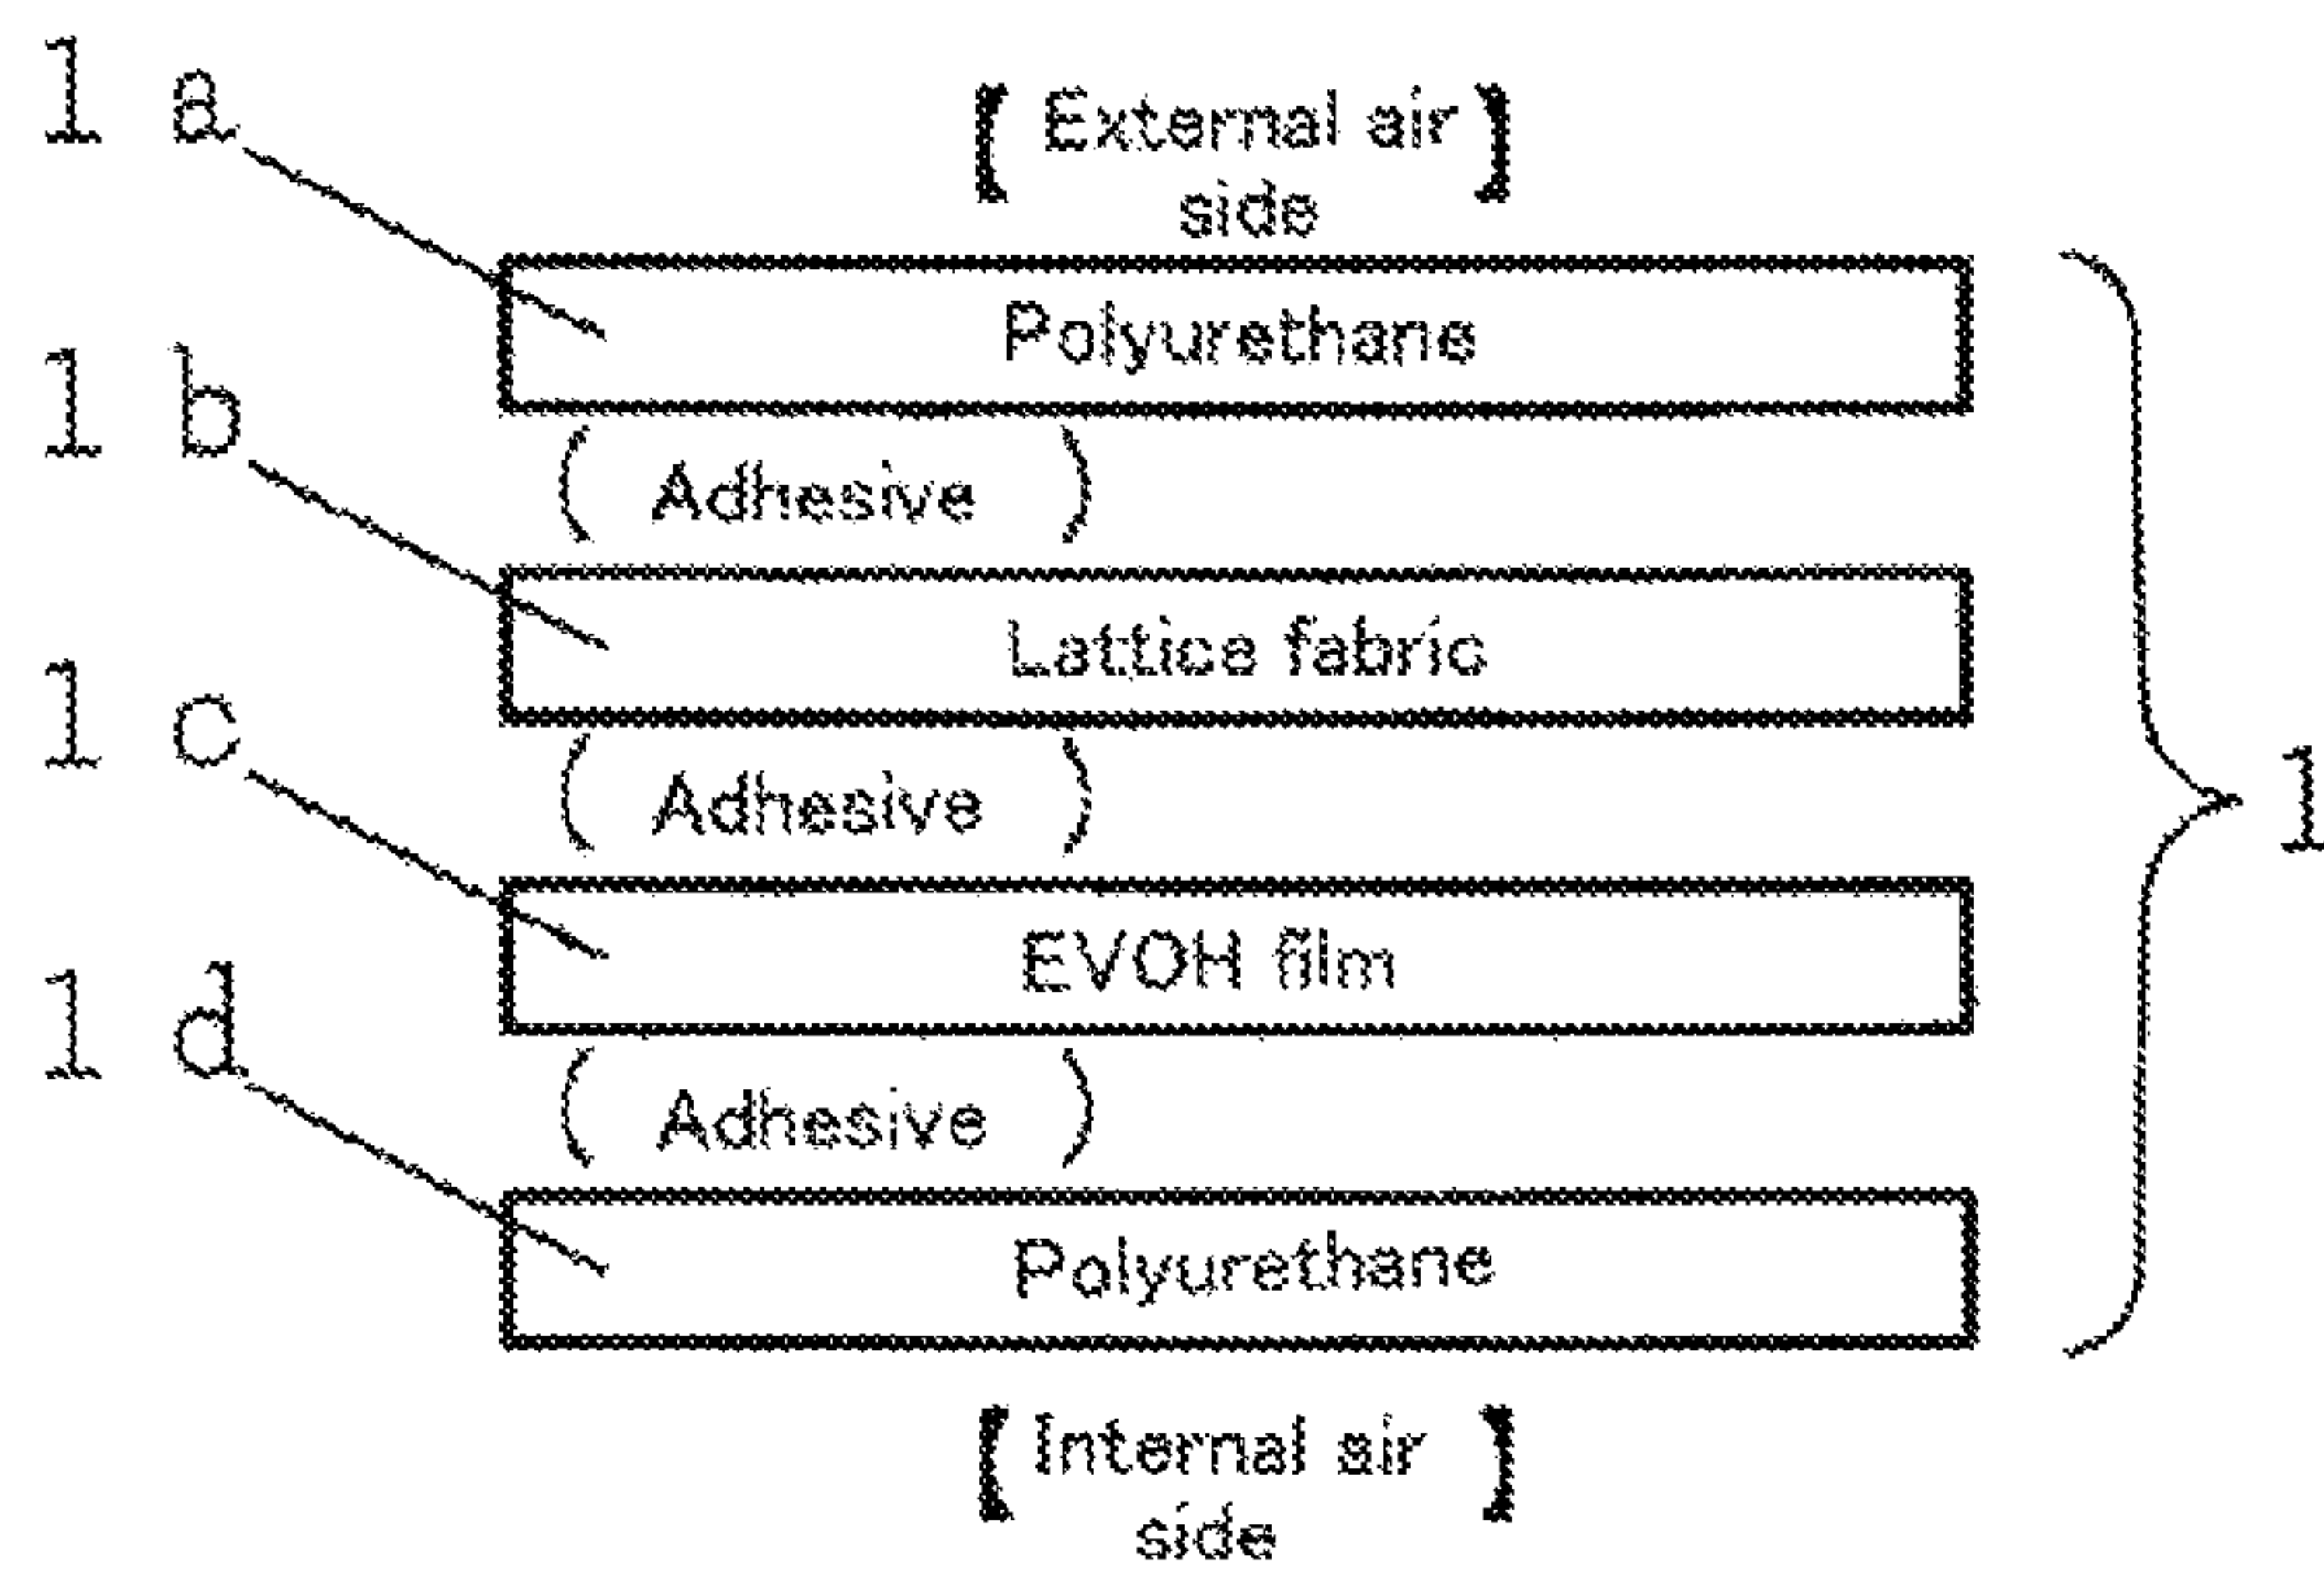 1a
【External air】
side
Polyurethane
1b
(Adhesive)
Lattice fabric
1c
(Adhesive)
1
EVOH film
1d
(Adhesive)
Polyurethane
【Internal air】
side